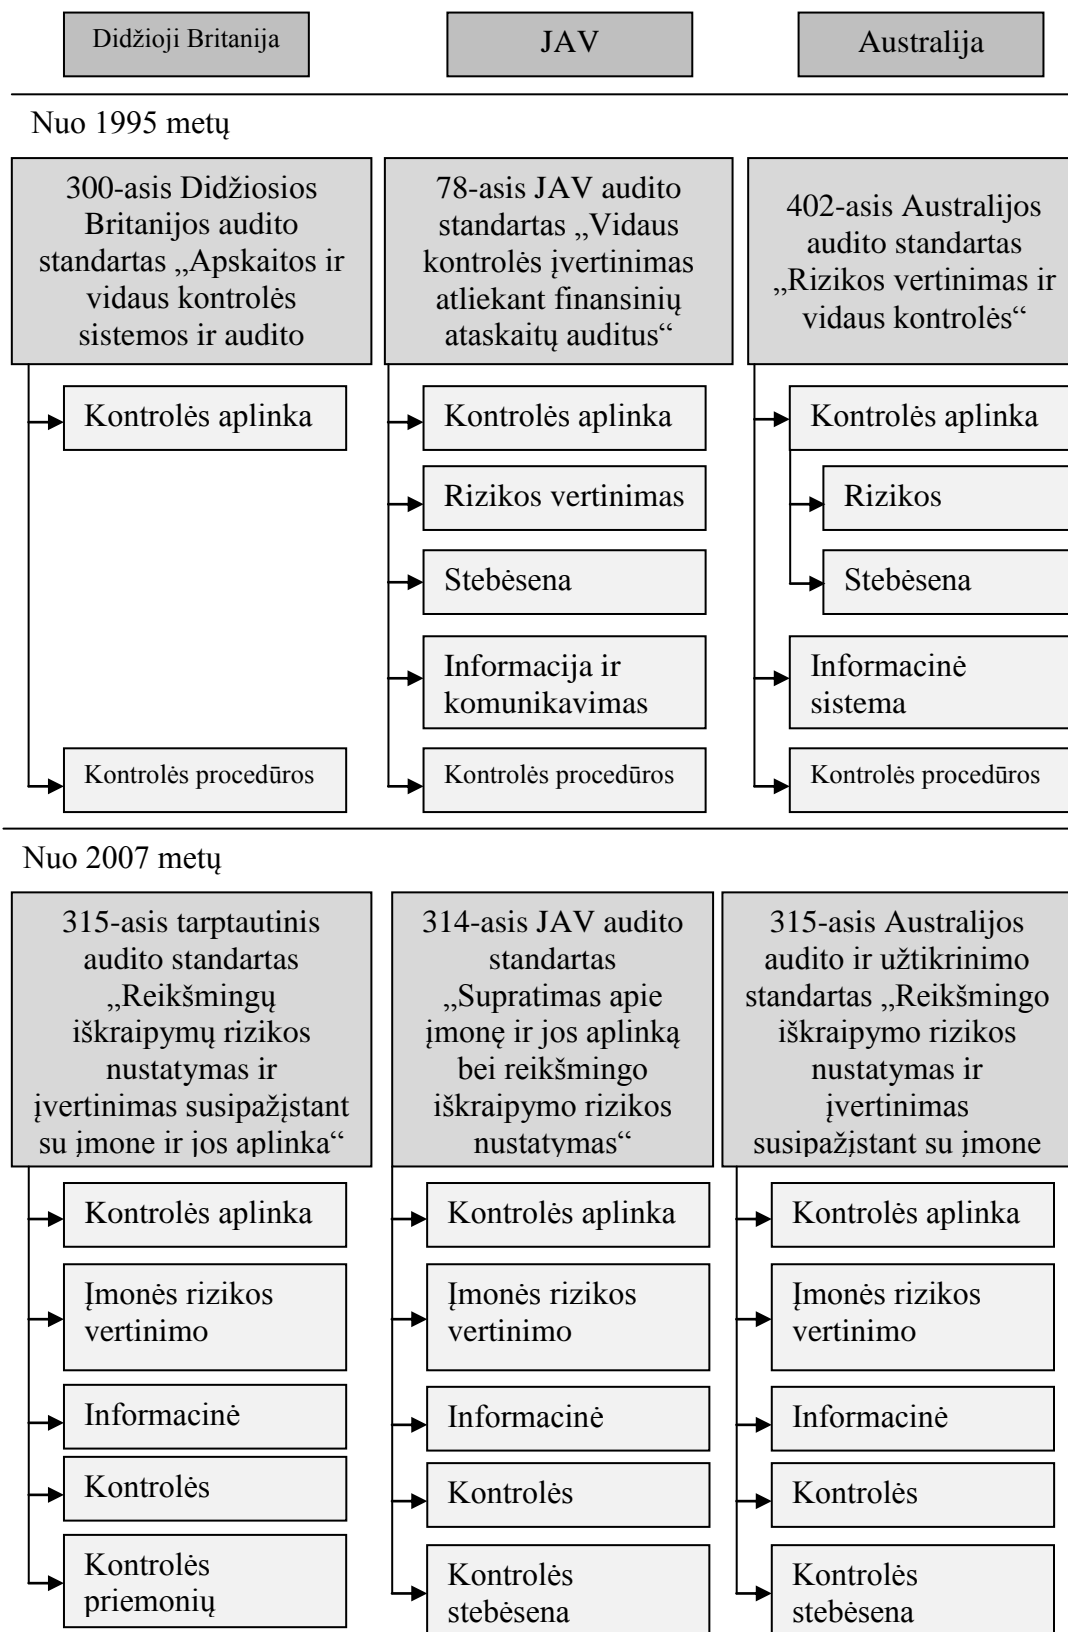 Didžioji Britanija
JAV
Australija
Nuo 1995 metų
300-asis Didžiosios
Britanijos audito
standartas „Apskaitos ir
vidaus kontrolės
sistemos ir audito
78-asis JAV audito
standartas „Vidaus
kontrolės įvertinimas
atliekant finansinių
ataskaitų auditus“
402-asis Australijos
audito standartas
„Rizikos vertinimas ir
vidaus kontrolės“
Kontrolės aplinka
Kontrolės procedūros
Kontrolės aplinka
Rizikos vertinimas
Stebėsena
Informacija ir
komunikavimas
Kontrolės procedūros
Kontrolės aplinka
Rizikos
Stebėsena
Informacinė
sistema
Kontrolės procedūros
Nuo 2007 metų
315-asis tarptautinis
audito standartas
„Reikšmingų
iškraipymų rizikos
nustatymas ir
įvertinimas susipažįstant
su įmone ir jos aplinka“
314-asis JAV audito
standartas
„Supratimas apie
įmonę ir jos aplinką
bei reikšmingo
iškraipymo rizikos
nustatymas“
315-asis Australijos
audito ir užtikrinimo
standartas „Reikšmingo
iškraipymo rizikos
nustatymas ir
įvertinimas
susipažįstant su įmone
Kontrolės aplinka
Įmonės rizikos
vertinimo
Informacinė
Kontrolės
Kontrolės
priemonių
Kontrolės aplinka
Įmonės rizikos
vertinimo
Informacinė
Kontrolės
Kontrolės
stebėsena
Kontrolės aplinka
Įmonės rizikos
vertinimo
Informacinė
Kontrolės
Kontrolės
stebėsena